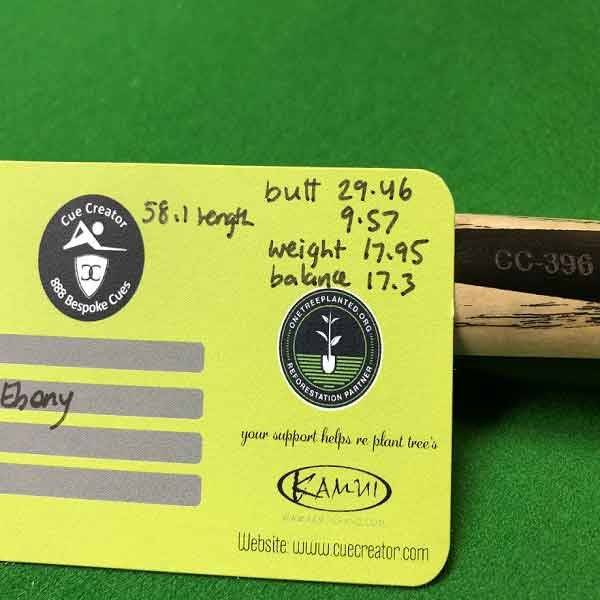 butt 29.46
58.1 length
9.57
weight 17.95
balance 17.3
Cue Creator
CC
888 Bespoke Cues
CC-396
ONETREEPLANTED.ORG
REFORESTATION PARTNER
Ebony
your support helps re plant tree's
KAMUI
Website: www.cuecreator.com